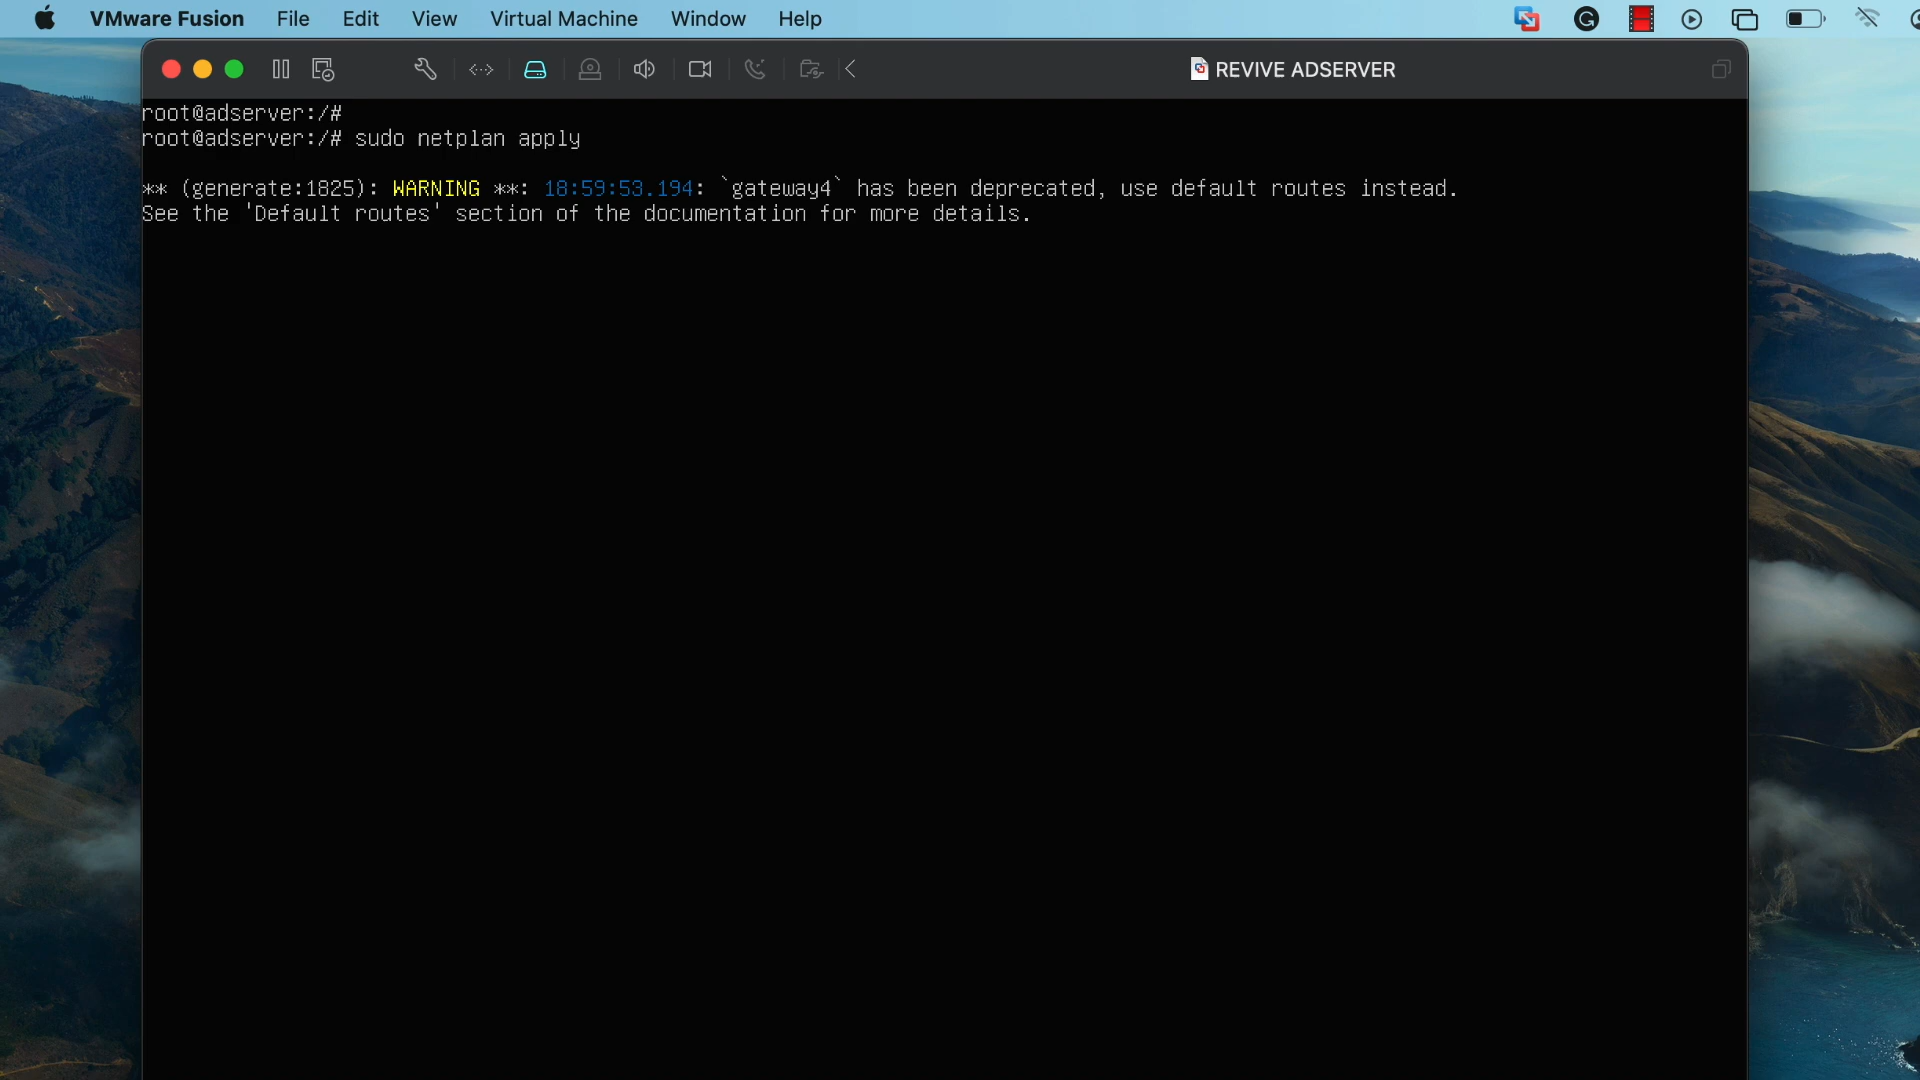 VMware Fusion File Edit View Virtual Machine Window Help
REVIVE ADSERVER
root@adserver:/#
root@adserver:/# sudo netplan apply
** (generate:1825): WARNING **: 18:59:53.194: `gateway4` has been deprecated, use default routes instead.
See the 'Default routes' section of the documentation for more details.